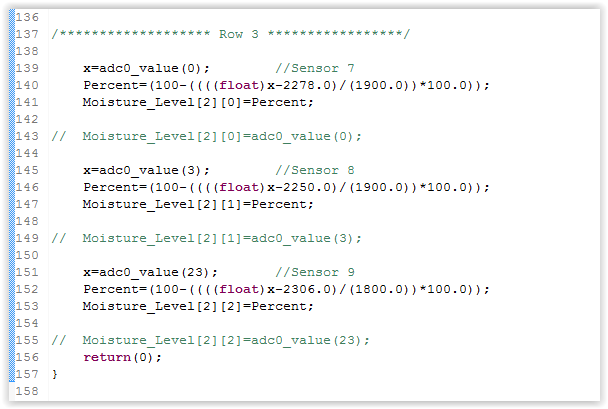 136
137 /******************* Row 3 *****************/
138
139     x=adc0_value(0);        //Sensor 7
140     Percent=(100-((((float)x-2278.0)/(1900.0))*100.0));
141     Moisture_Level[2][0]=Percent;
142
143 //  Moisture_Level[2][0]=adc0_value(0);
144
145     x=adc0_value(3);        //Sensor 8
146     Percent=(100-((((float)x-2250.0)/(1900.0))*100.0));
147     Moisture_Level[2][1]=Percent;
148
149 //  Moisture_Level[2][1]=adc0_value(3);
150
151     x=adc0_value(23);       //Sensor 9
152     Percent=(100-((((float)x-2306.0)/(1800.0))*100.0));
153     Moisture_Level[2][2]=Percent;
154
155 //  Moisture_Level[2][2]=adc0_value(23);
156     return(0);
157 }
158